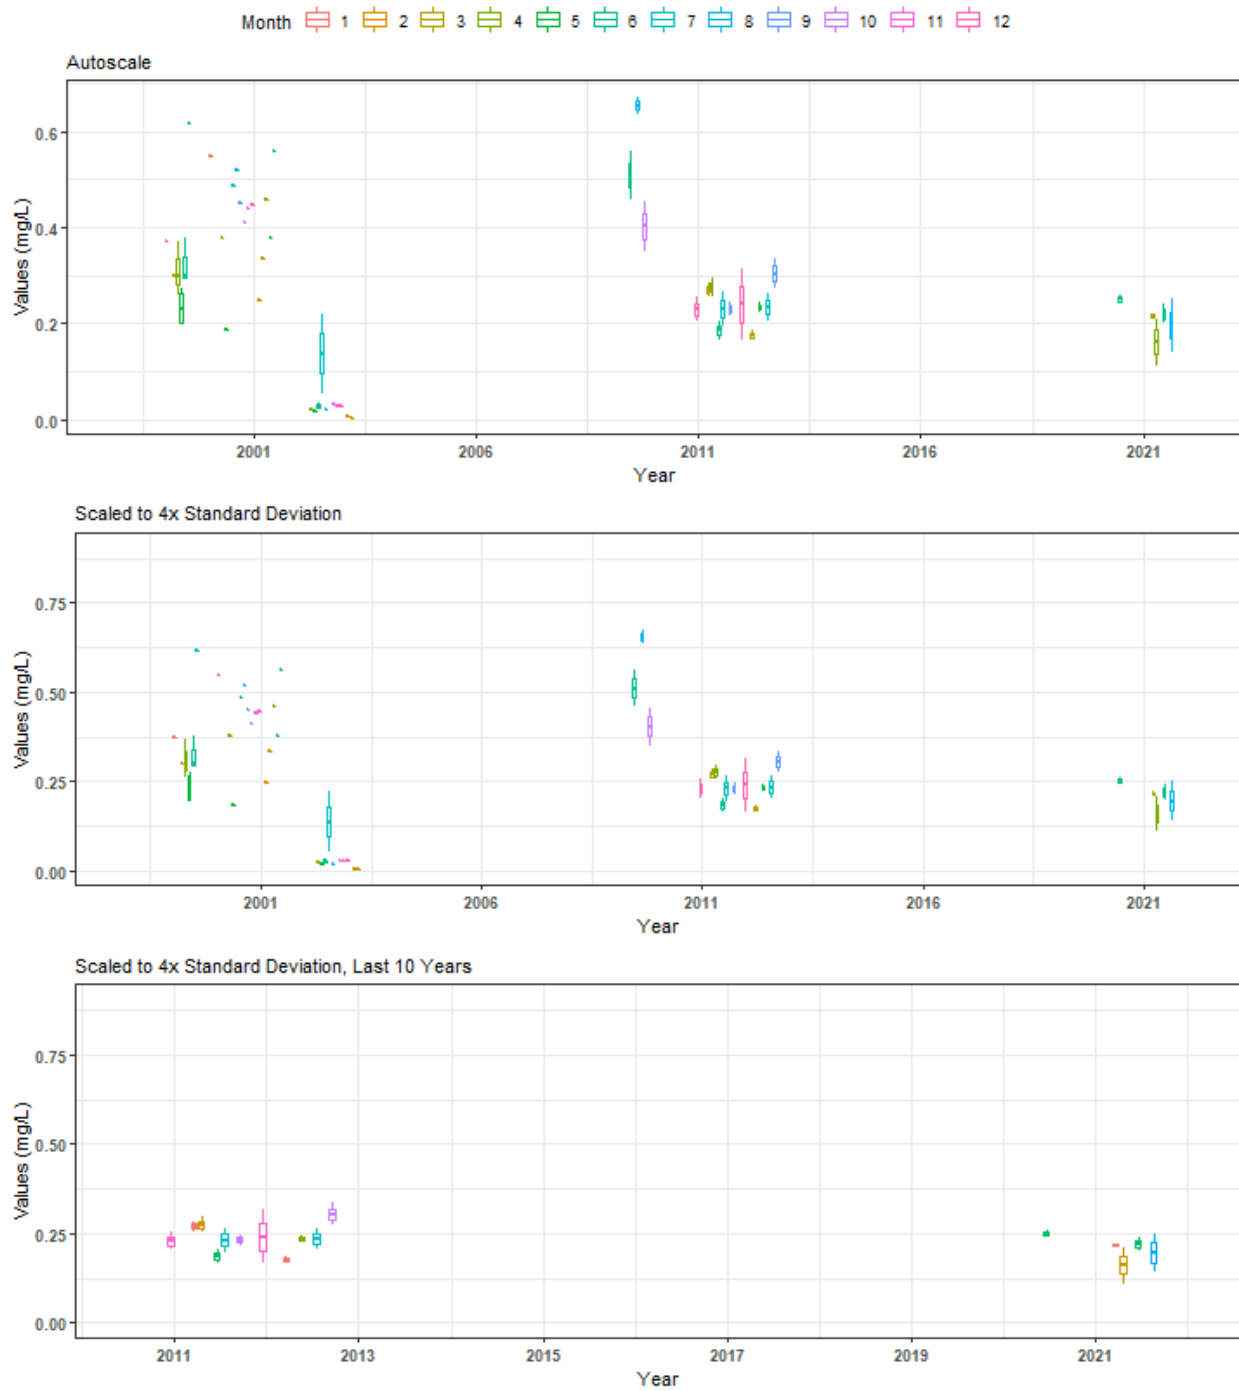 Month 1 2 3 4 5 6 7 8 9 10 11 12
Autoscale
Values (mg/L)
0.6
0.4
0.2
0.0
2001 2006 2011 2016 2021
Year
Scaled to 4x Standard Deviation
Values (mg/L)
0.75
0.50
0.25
0.00
2001 2006 2011 2016 2021
Year
Scaled to 4x Standard Deviation, Last 10 Years
Values (mg/L)
0.75
0.50
0.25
0.00
2011 2013 2015 2017 2019 2021
Year